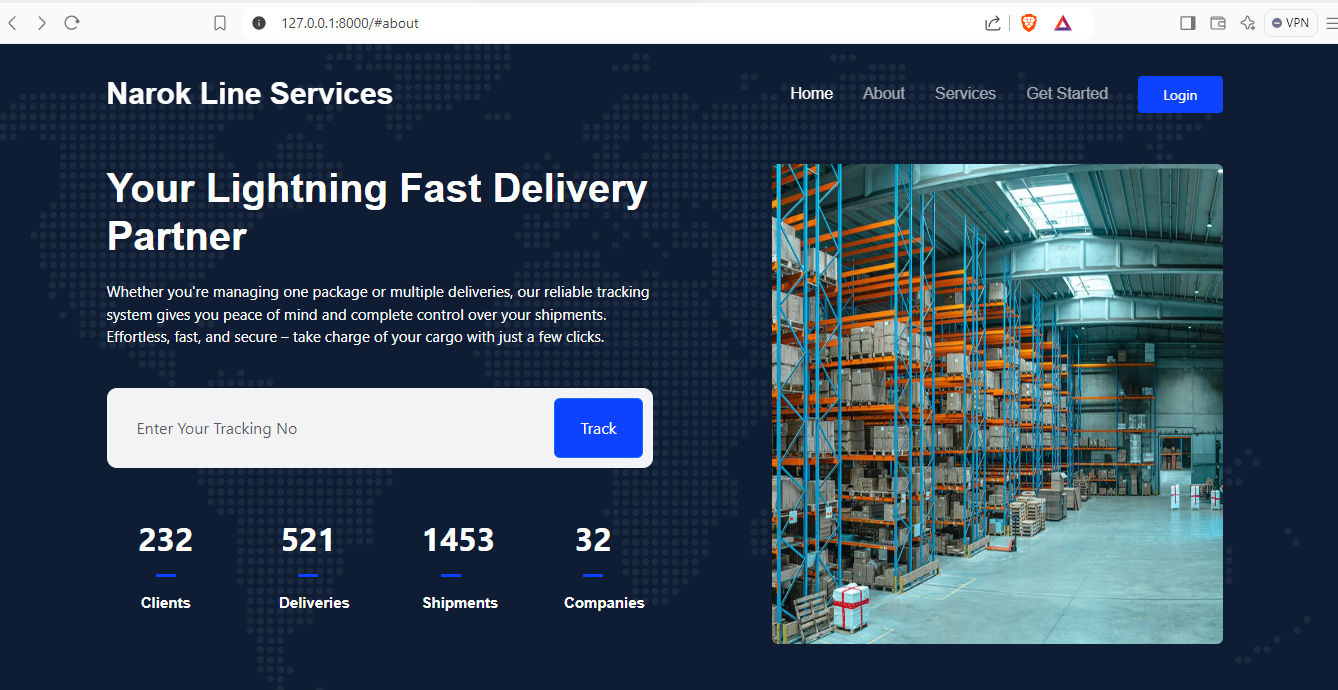 127.0.0.1:8000/#about
VPN
Narok Line Services
Home
About
Services
Get Started
Login
Your Lightning Fast Delivery
Partner
Whether you're managing one package or multiple deliveries, our reliable tracking
system gives you peace of mind and complete control over your shipments.
Effortless, fast, and secure – take charge of your cargo with just a few clicks.
Enter Your Tracking No
Track
232
521
1453
32
Clients
Deliveries
Shipments
Companies